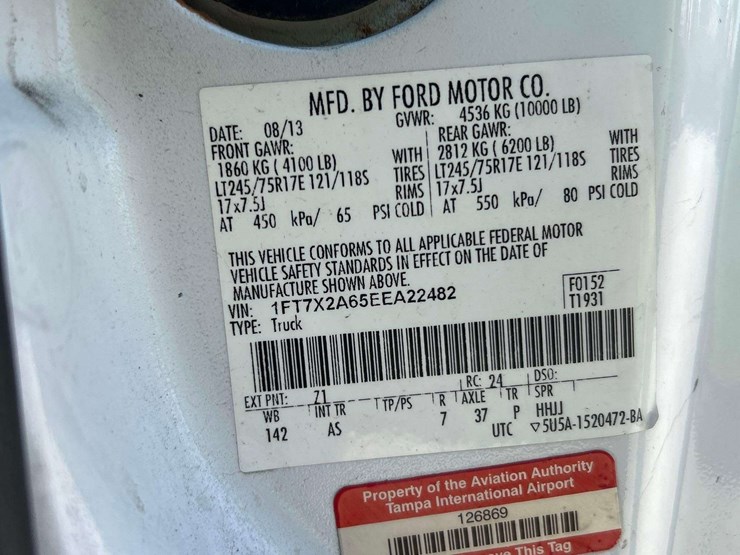 MFD. BY FORD MOTOR CO.
DATE: 08/13 GVWR: 4536 KG (10000 LB)
FRONT GAWR: REAR GAWR:
1860 KG ( 4100 LB) WITH 2812 KG ( 6200 LB) WITH
LT245/75R17E 121/118S TIRES LT245/75R17E 121/118S TIRES
17x7.5J RIMS 17x7.5J RIMS
AT 450 kPa/ 65 PSI COLD AT 550 kPa/ 80 PSI COLD
THIS VEHICLE CONFORMS TO ALL APPLICABLE FEDERAL MOTOR
VEHICLE SAFETY STANDARDS IN EFFECT ON THE DATE OF
MANUFACTURE SHOWN ABOVE.
VIN: 1FT7X2A65EEA22482 F0152
TYPE: Truck T1931
EXT PNT: Z1 RC: 24 DSO:
WB INT TR TP/PS R AXLE TR SPR
142 AS 7 37 P HHJJ
UTC ▽5U5A-1520472-BA
Property of the Aviation Authority
Tampa International Airport
126869
This Tag